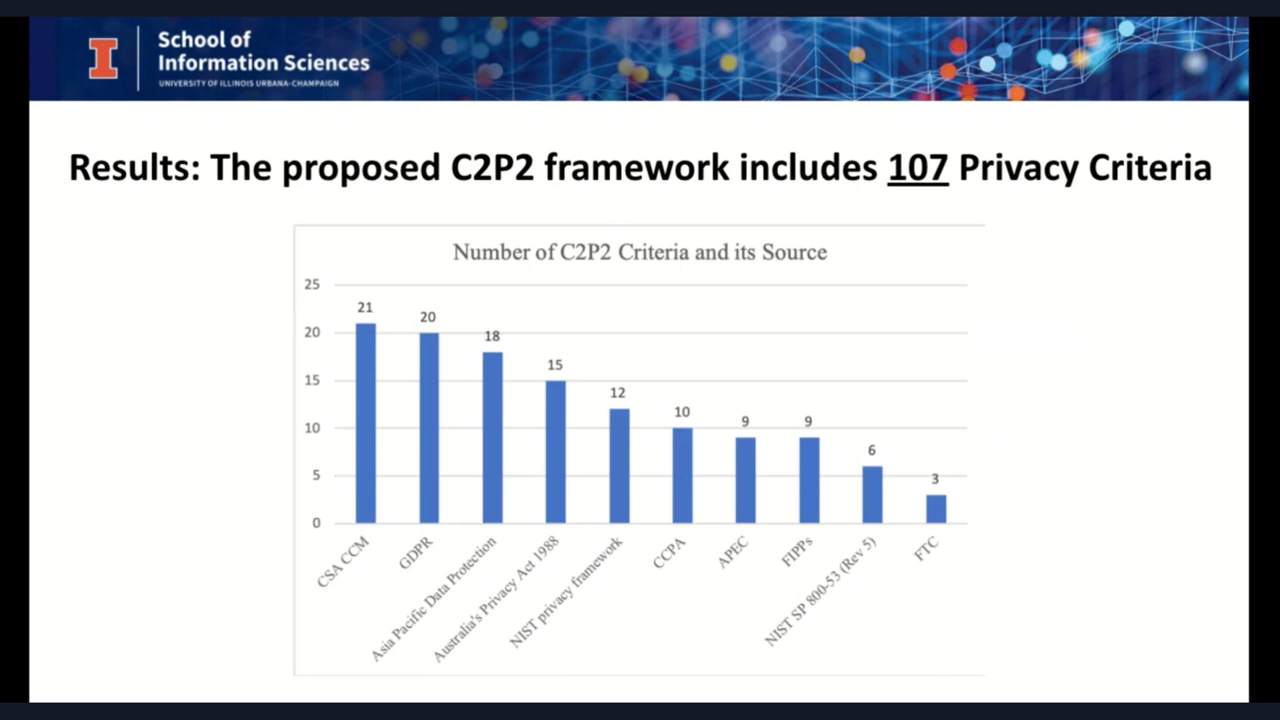 I
School of
Information Sciences
UNIVERSITY OF ILLINOIS URBANA-CHAMPAIGN
Results: The proposed C2P2 framework includes 107 Privacy Criteria
Number of C2P2 Criteria and its Source
25
20
15
10
5
0
21
20
18
15
12
10
9
9
6
3
CSA CCM
GDPR
Asia Pacific Data Protection
Australia's Privacy Act 1988
NIST privacy framework
CCPA
APEC
FIPPs
NIST SP 800-53 (Rev 5)
FTC